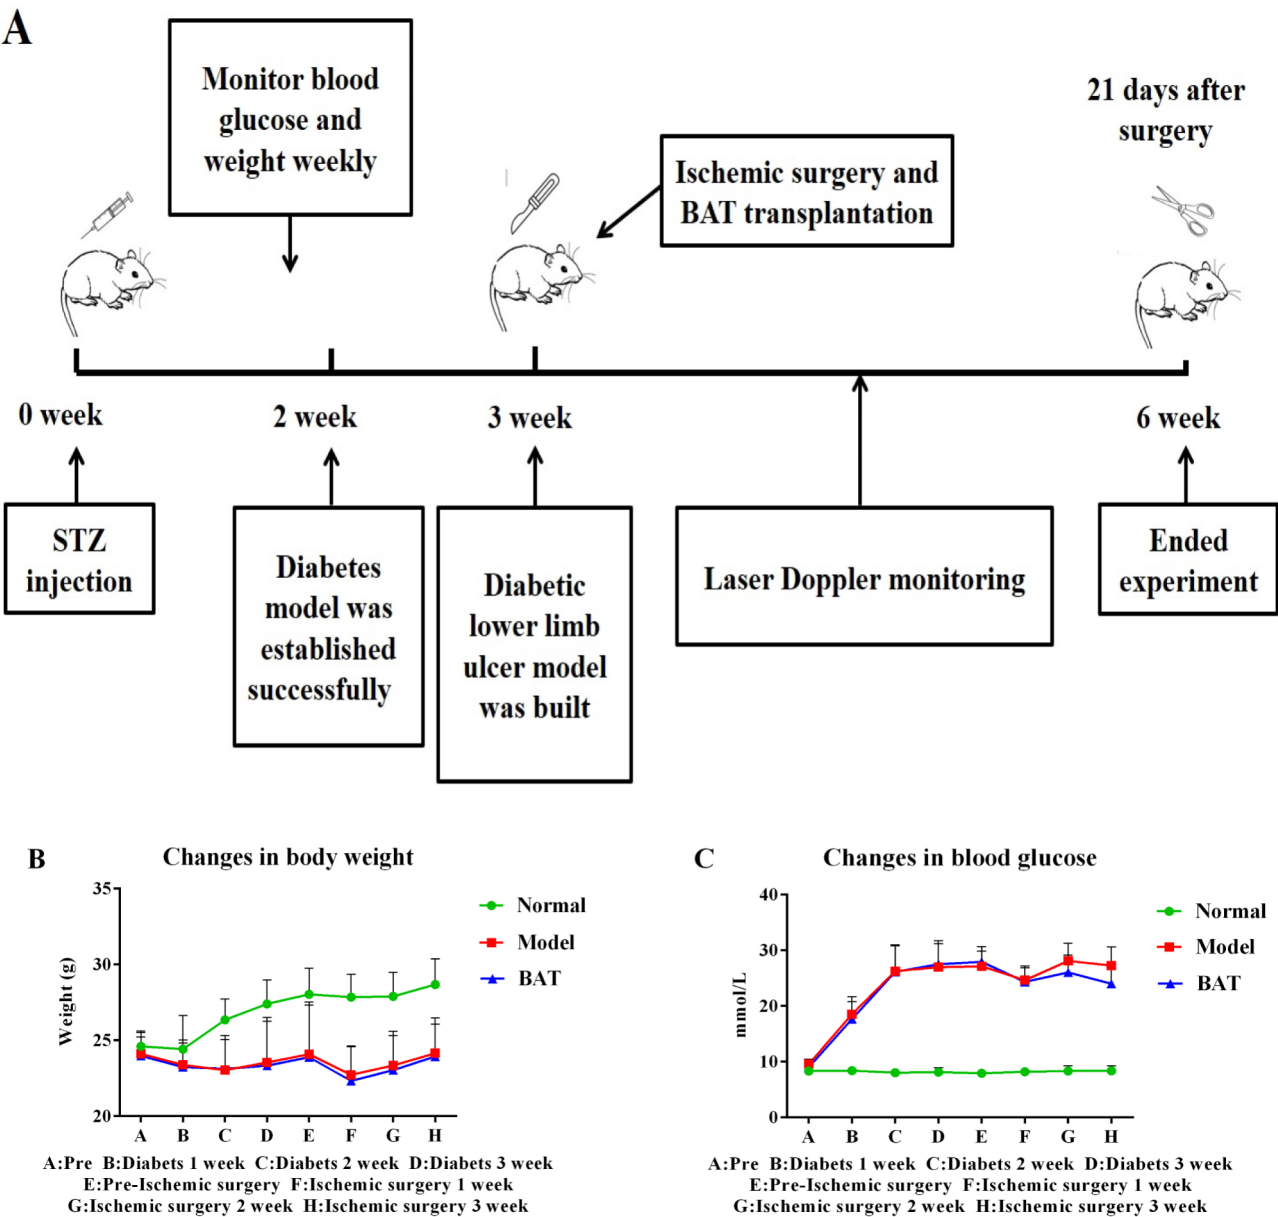 A
Monitor blood
glucose and
weight weekly
Ischemic surgery and
BAT transplantation
21 days after
surgery
0 week
2 week
3 week
6 week
STZ
injection
Diabetes
model was
established
successfully
Diabetic
lower limb
ulcer model
was built
Laser Doppler monitoring
Ended
experiment
B
Changes in body weight
Weight (g)
35
30
25
20
A B C D E F G H
Normal
Model
BAT
A:Pre B:Diabets 1 week C:Diabets 2 week D:Diabets 3 week
E:Pre-Ischemic surgery F:Ischemic surgery 1 week
G:Ischemic surgery 2 week H:Ischemic surgery 3 week
C
Changes in blood glucose
mmol/L
40
30
20
10
0
A B C D E F G H
Normal
Model
BAT
A:Pre B:Diabets 1 week C:Diabets 2 week D:Diabets 3 week
E:Pre-Ischemic surgery F:Ischemic surgery 1 week
G:Ischemic surgery 2 week H:Ischemic surgery 3 week